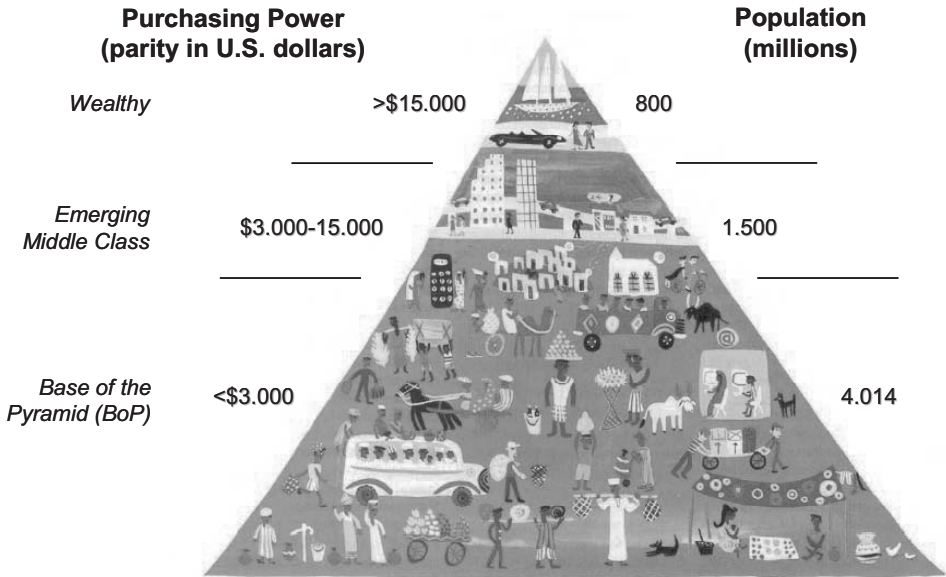 Purchasing Power
(parity in U.S. dollars)
Population
(millions)
Wealthy
>$15.000
800
Emerging
Middle Class
$3.000-15.000
1.500
Base of the
Pyramid (BoP)
<$3.000
4.014